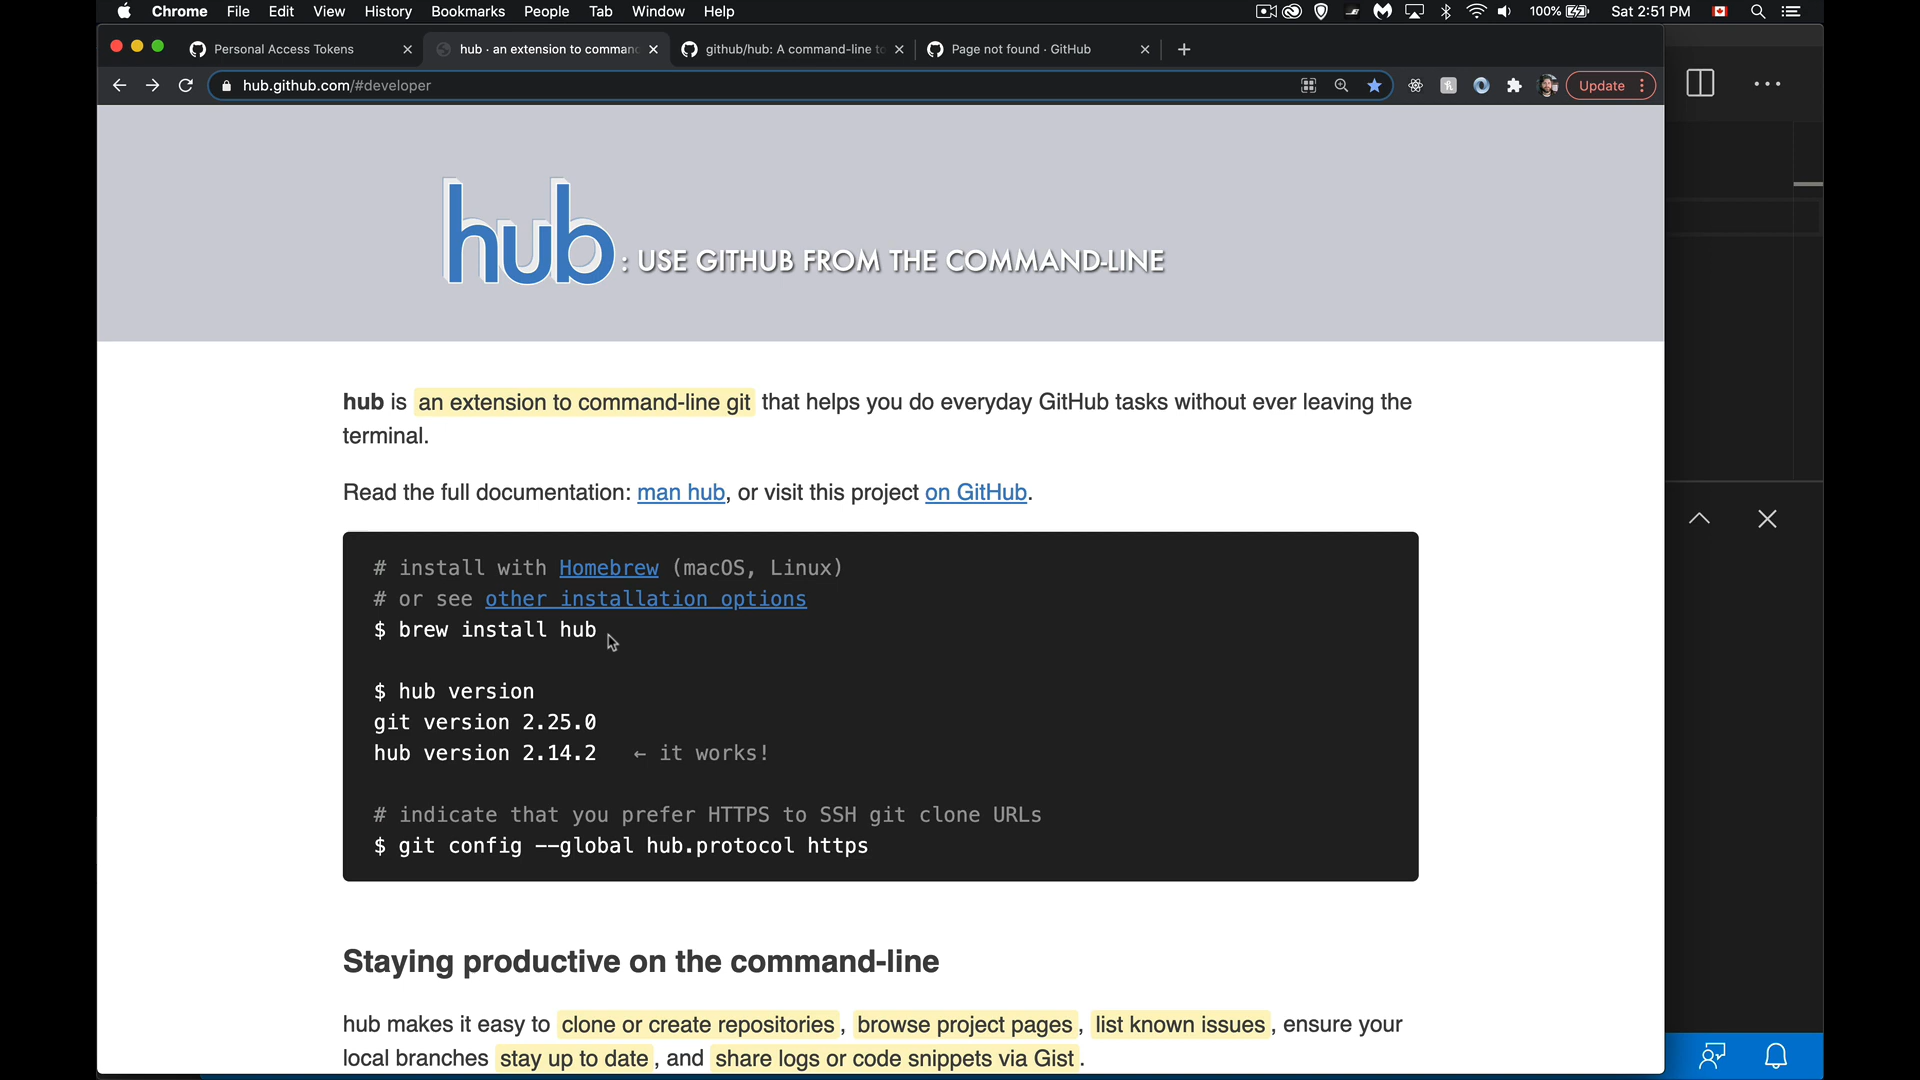 Chrome File Edit View History Bookmarks People Tab Window Help 100% Sat 2:51 PM
Personal Access Tokens hub · an extension to comman github/hub: A command-line to Page not found · GitHub
hub.github.com/#developer Update
hub : USE GITHUB FROM THE COMMAND-LINE
hub is an extension to command-line git that helps you do everyday GitHub tasks without ever leaving the
terminal.
Read the full documentation: man hub, or visit this project on GitHub.
# install with Homebrew (macOS, Linux)
# or see other installation options
$ brew install hub
$ hub version
git version 2.25.0
hub version 2.14.2 ← it works!
# indicate that you prefer HTTPS to SSH git clone URLs
$ git config --global hub.protocol https
Staying productive on the command-line
hub makes it easy to clone or create repositories, browse project pages, list known issues, ensure your
local branches stay up to date, and share logs or code snippets via Gist.